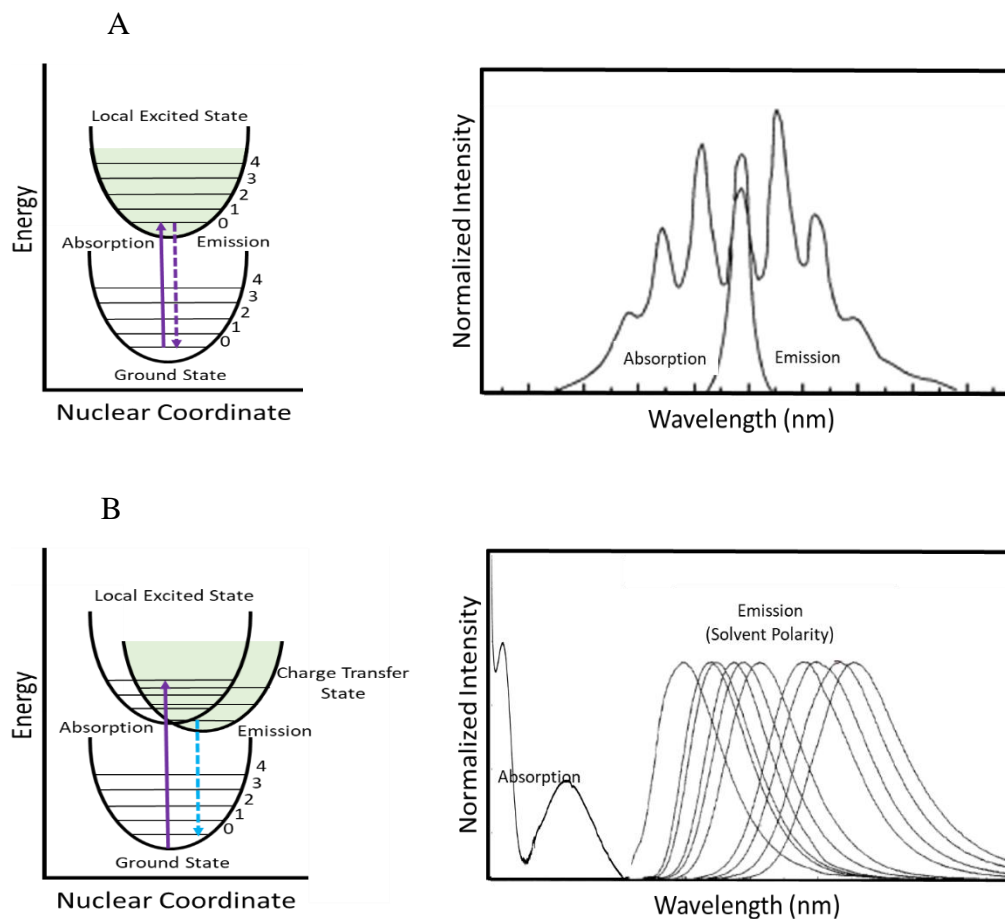 A
Local Excited State
4
3
2
1
0
Absorption
Emission
4
3
2
1
0
Ground State
Energy
Nuclear Coordinate
Normalized Intensity
Absorption
Emission
Wavelength (nm)
B
Local Excited State
Charge Transfer
State
Absorption
Emission
4
3
2
1
0
Ground State
Energy
Nuclear Coordinate
Normalized Intensity
Emission
(Solvent Polarity)
Absorption
Wavelength (nm)